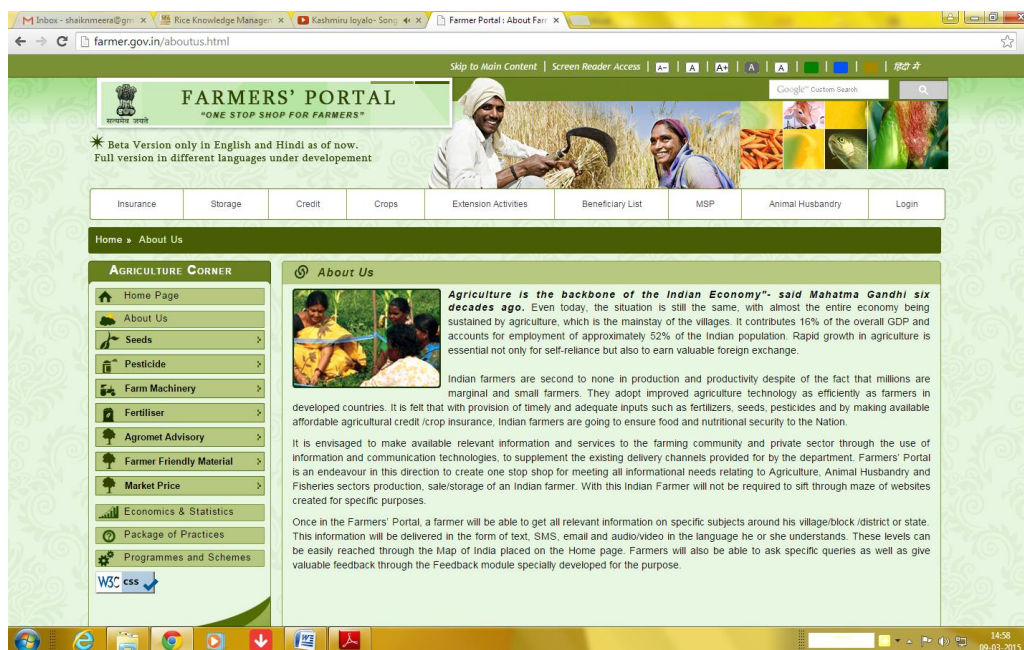 Inbox - shaiknmeera@gm
Rice Knowledge Managem
Kashmiru loyalo- Song
Farmer Portal : About Farr
farmer.gov.in/aboutus.html
Skip to Main Content | Screen Reader Access | A- | A | A+ | A | A | हिंदी में
सत्यमेव जयते
FARMERS' PORTAL
"ONE STOP SHOP FOR FARMERS"
Google™ Custom Search
Beta Version only in English and Hindi as of now.
Full version in different languages under developement
Insurance Storage Credit Crops Extension Activities Beneficiary List MSP Animal Husbandry Login
Home » About Us
AGRICULTURE CORNER
Home Page
About Us
Seeds
Pesticide
Farm Machinery
Fertiliser
Agromet Advisory
Farmer Friendly Material
Market Price
Economics & Statistics
Package of Practices
Programmes and Schemes
W3C css
About Us
Agriculture is the backbone of the Indian Economy"- said Mahatma Gandhi six
decades ago. Even today, the situation is still the same, with almost the entire economy being
sustained by agriculture, which is the mainstay of the villages. It contributes 16% of the overall GDP and
accounts for employment of approximately 52% of the Indian population. Rapid growth in agriculture is
essential not only for self-reliance but also to earn valuable foreign exchange.
Indian farmers are second to none in production and productivity despite of the fact that millions are
marginal and small farmers. They adopt improved agriculture technology as efficiently as farmers in
developed countries. It is felt that with provision of timely and adequate inputs such as fertilizers, seeds, pesticides and by making available
affordable agricultural credit /crop insurance, Indian farmers are going to ensure food and nutritional security to the Nation.
It is envisaged to make available relevant information and services to the farming community and private sector through the use of
information and communication technologies, to supplement the existing delivery channels provided for by the department. Farmers' Portal
is an endeavour in this direction to create one stop shop for meeting all informational needs relating to Agriculture, Animal Husbandry and
Fisheries sectors production, sale/storage of an Indian farmer. With this Indian Farmer will not be required to sift through maze of websites
created for specific purposes.
Once in the Farmers' Portal, a farmer will be able to get all relevant information on specific subjects around his village/block /district or state.
This information will be delivered in the form of text, SMS, email and audio/video in the language he or she understands. These levels can
be easily reached through the Map of India placed on the Home page. Farmers will also be able to ask specific queries as well as give
valuable feedback through the Feedback module specially developed for the purpose.
14:58
09-03-2015